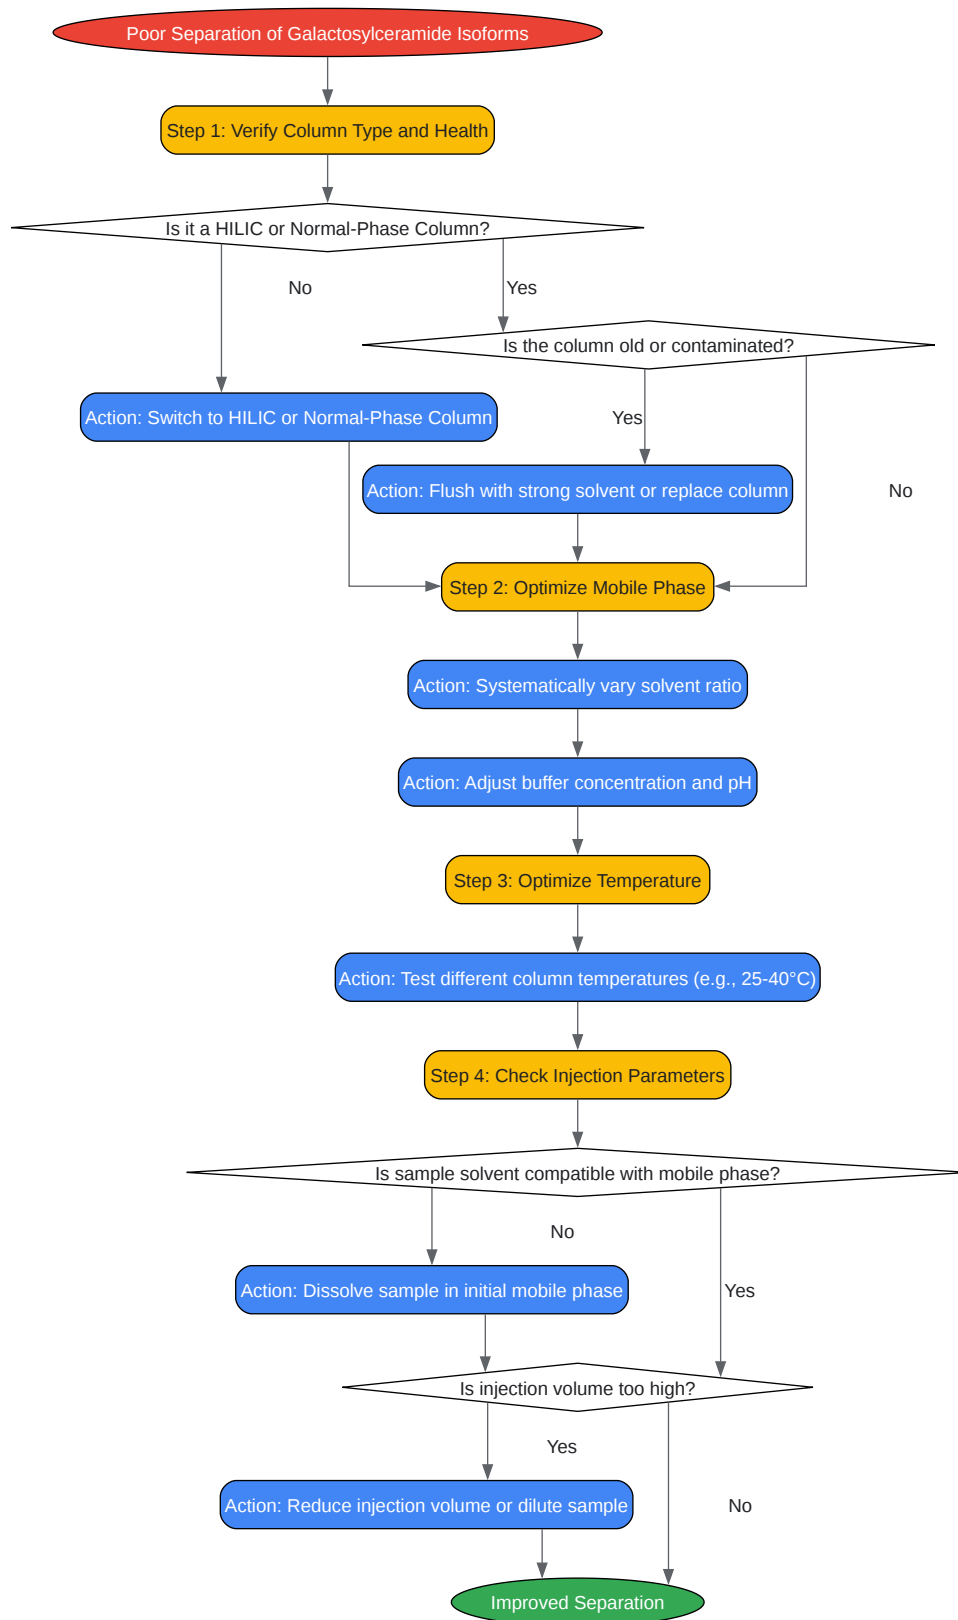 Poor Separation of Galactosylceramide Isoforms
Step 1: Verify Column Type and Health
Is it a HILIC or Normal-Phase Column?
No
Yes
Is the column old or contaminated?
Action: Switch to HILIC or Normal-Phase Column
Yes
Action: Flush with strong solvent or replace column
No
Step 2: Optimize Mobile Phase
Action: Systematically vary solvent ratio
Action: Adjust buffer concentration and pH
Step 3: Optimize Temperature
Action: Test different column temperatures (e.g., 25-40°C)
Step 4: Check Injection Parameters
Is sample solvent compatible with mobile phase?
No
Action: Dissolve sample in initial mobile phase
Yes
Is injection volume too high?
Yes
Action: Reduce injection volume or dilute sample
No
Improved Separation